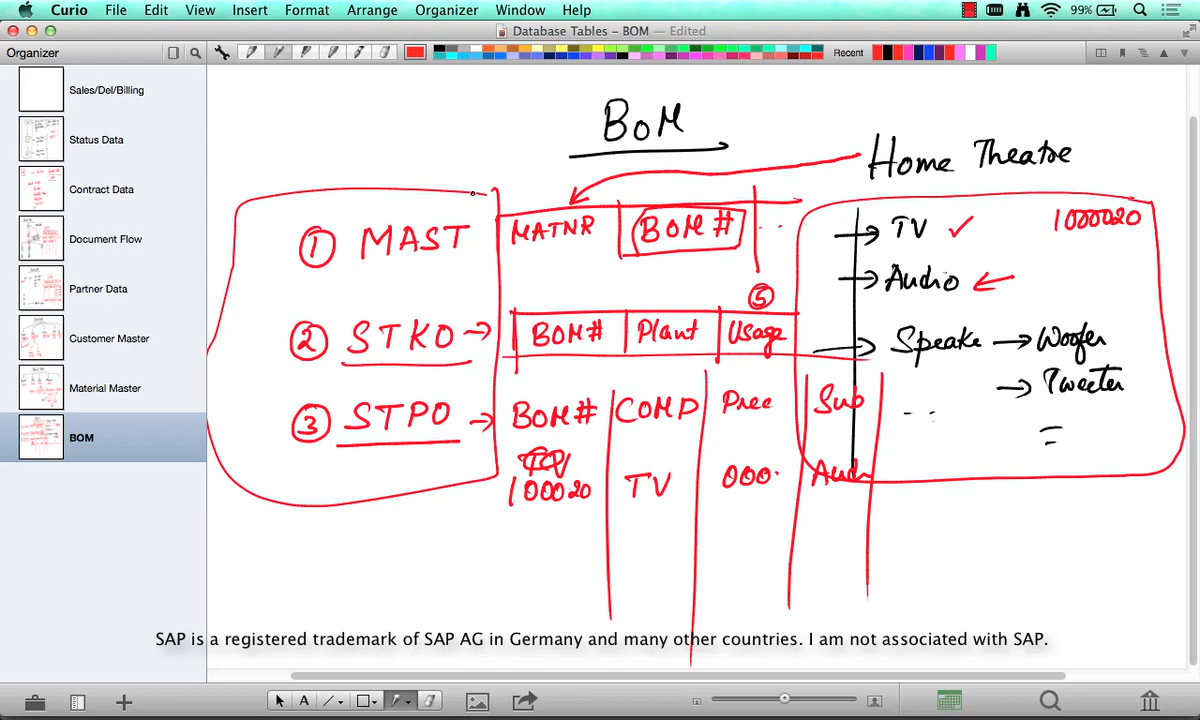 Curio File Edit View Insert Format Arrange Organizer Window Help 99%
Database Tables – BOM — Edited
Organizer
Recent
Sales/Del/Billing
Status Data
Contract Data
Document Flow
Partner Data
Customer Master
Material Master
BOM
BOM
Home Theatre
① MAST
MATNR BOM # ..
② STKO →
BOM# Plant Usage
⑤
③ STPO →
BOM# COMP Prec Sub
100020 TV 000.
→ TV ✓ 1000020
→ Audio ←
→ Speake → Woofer
→ Tweeter
A
SAP is a registered trademark of SAP AG in Germany and many other countries. I am not associated with SAP.